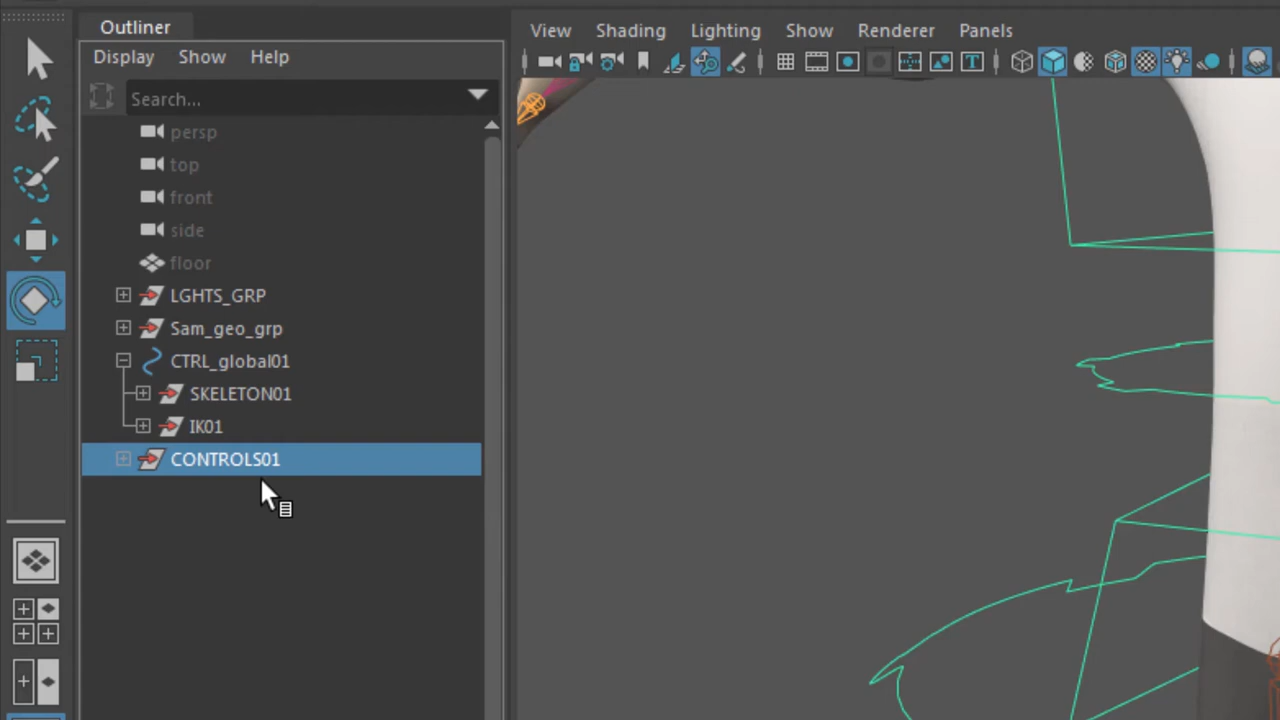 Outliner
Display Show Help
Search...
persp
top
front
side
floor
LGHTS_GRP
Sam_geo_grp
CTRL_global01
SKELETON01
IK01
CONTROLS01
View Shading Lighting Show Renderer Panels
T